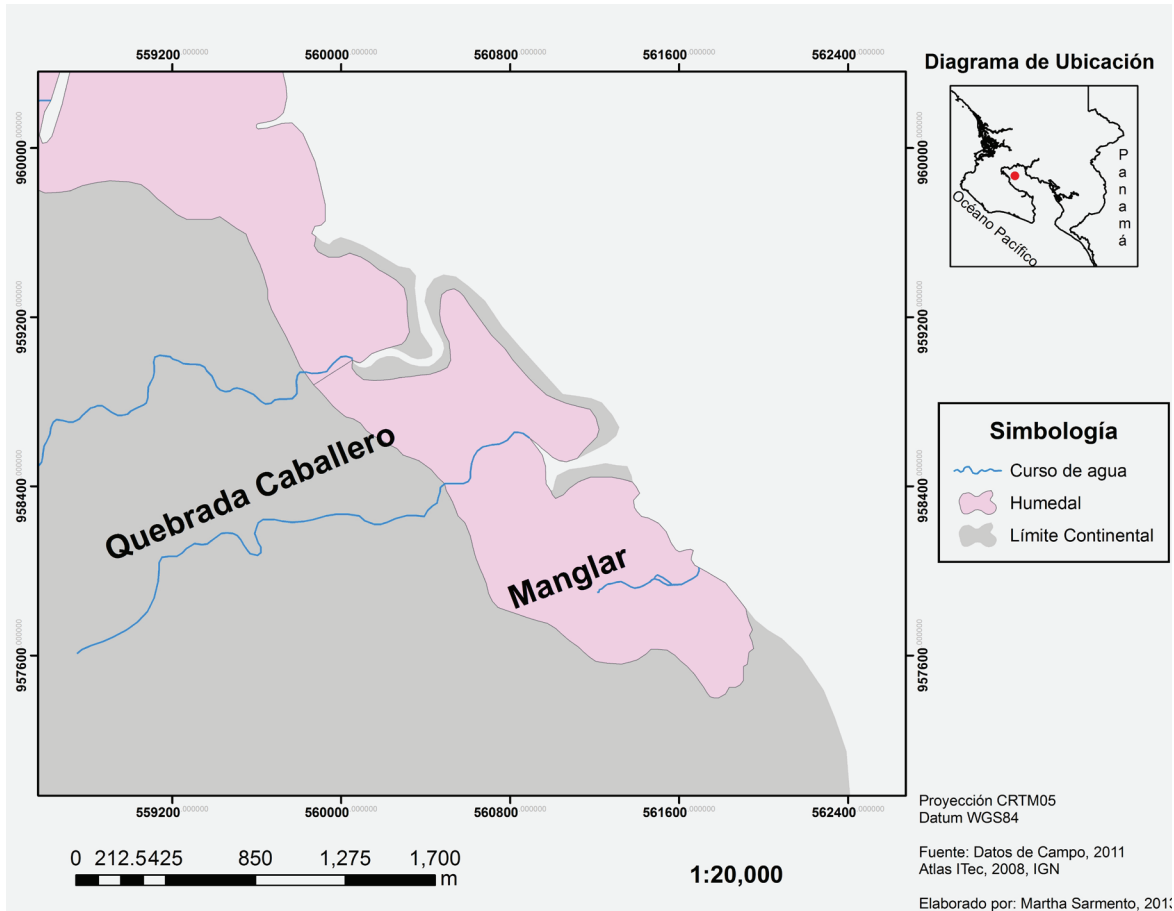 559200.000000 560000.000000 560800.000000 561600.000000 562400.000000
960000.000000
959200.000000
958400.000000
957600.000000
960000.000000
959200.000000
958400.000000
957600.000000
Quebrada Caballero
Manglar
559200.000000 560000.000000 560800.000000 561600.000000 562400.000000
0 212.5425 850 1,275 1,700
m
1:20,000
Diagrama de Ubicación
Panamá
Océano Pacífico
Simbología
Curso de agua
Humedal
Límite Continental
Proyección CRTM05
Datum WGS84
Fuente: Datos de Campo, 2011
Atlas ITec, 2008, IGN
Elaborado por: Martha Sarmento, 2013